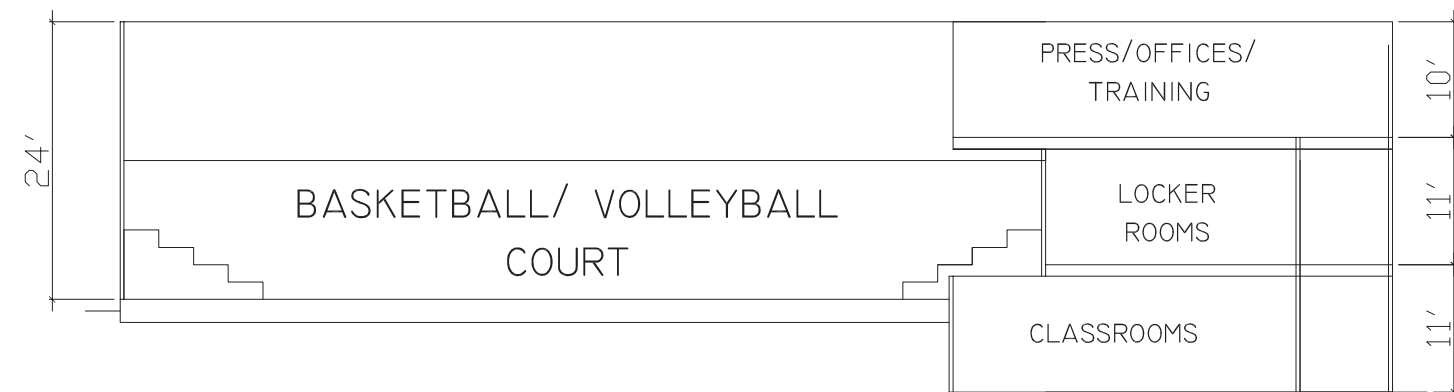 24'
BASKETBALL/ VOLLEYBALL
COURT
PRESS/OFFICES/
TRAINING
LOCKER
ROOMS
CLASSROOMS
10'
11'
11'